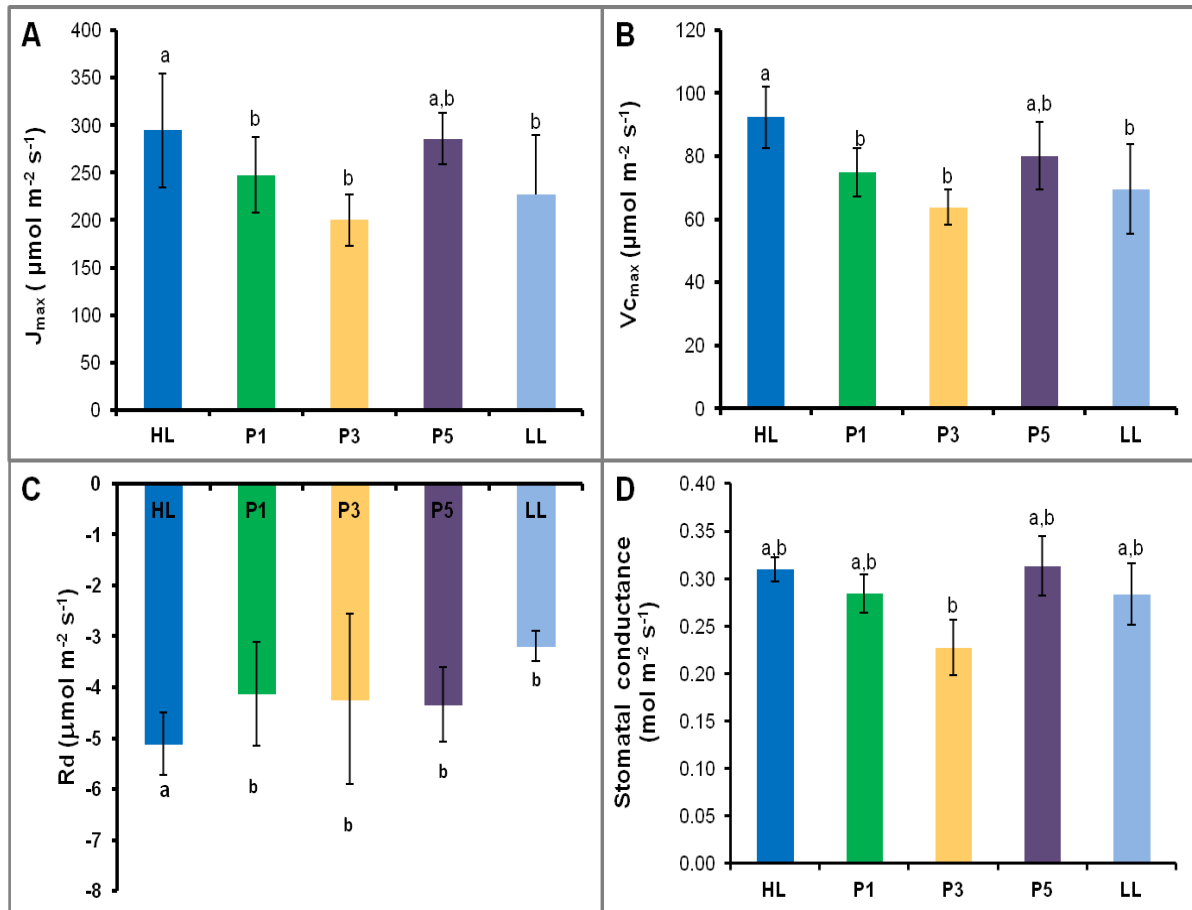 A
J_max ( µmol m⁻² s⁻¹)
400
350
300
250
200
150
100
50
0
a
b
b
a,b
b
HL P1 P3 P5 LL
B
Vc_max (µmol m⁻² s⁻¹)
120
100
80
60
40
20
0
a
b
b
a,b
b
HL P1 P3 P5 LL
C
Rd (µmol m⁻² s⁻¹)
0
-1
-2
-3
-4
-5
-6
-7
-8
HL P1 P3 P5 LL
a
b
b
b
b
D
Stomatal conductance
(mol m⁻² s⁻¹)
0.40
0.35
0.30
0.25
0.20
0.15
0.10
0.05
0.00
a,b
a,b
b
a,b
a,b
HL P1 P3 P5 LL